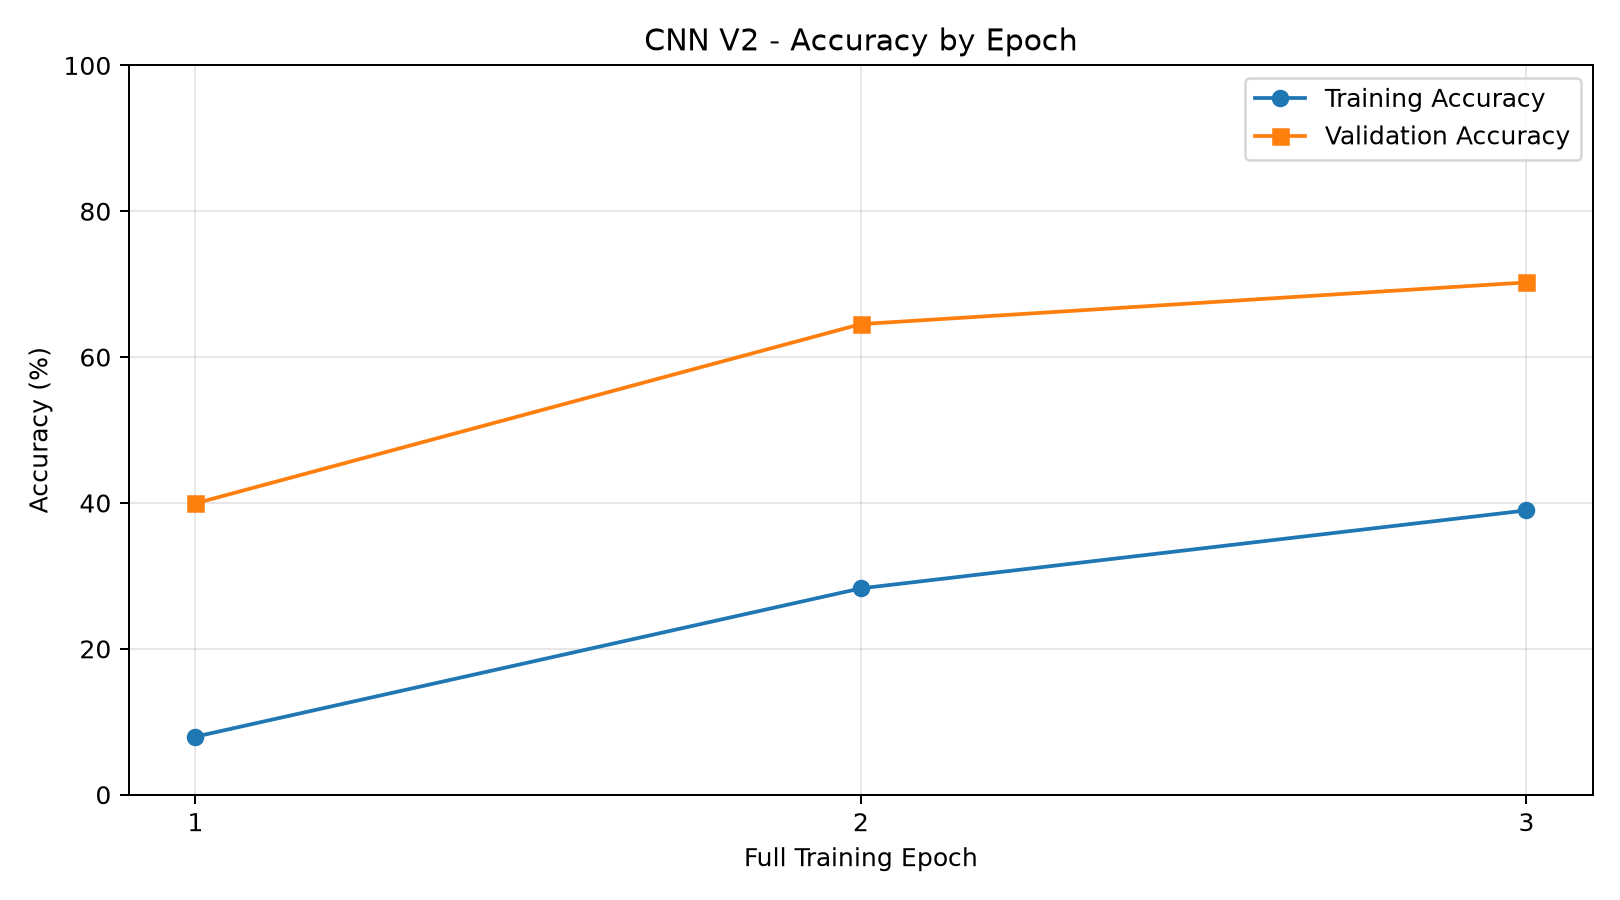 CNN V2 - Accuracy by Epoch
100
80
60
40
20
0
Accuracy (%)
Training Accuracy
Validation Accuracy
1 2 3
Full Training Epoch